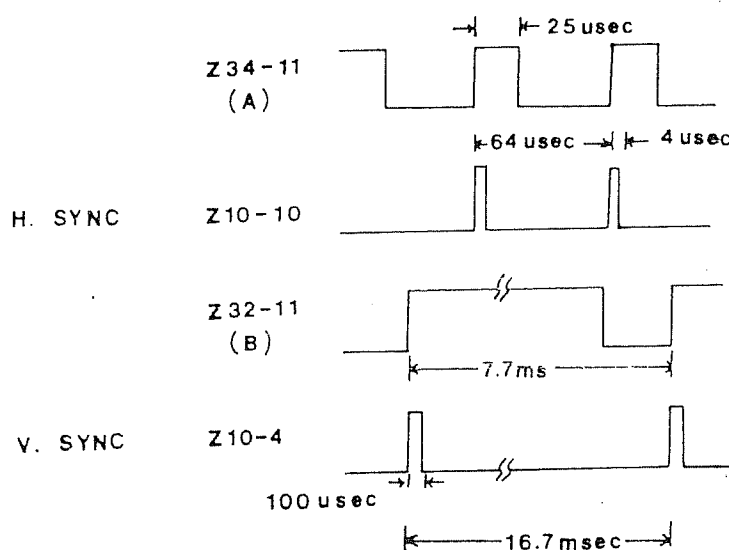 25 usec
Z34-11
(A)
64 usec
4 usec
H. SYNC Z10-10
Z32-11
(B)
7.7ms
V. SYNC Z10-4
100 usec
16.7 msec